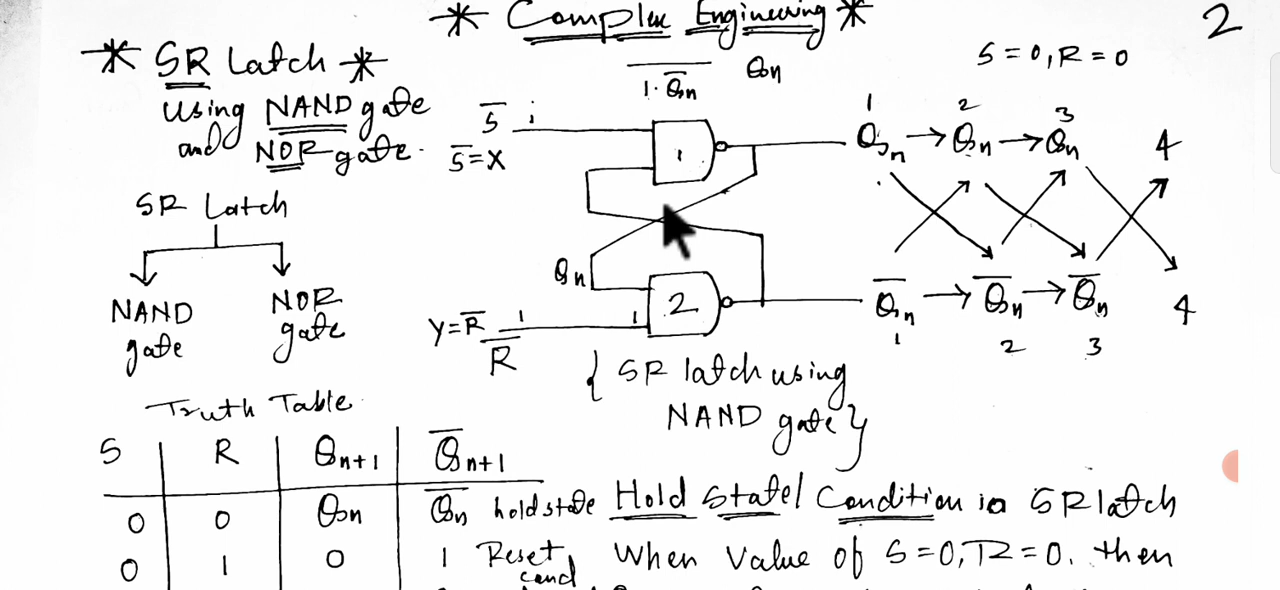 * Complex Engineering *
2
* SR Latch *
using NAND gate
and NOR gate.
SR Latch
NAND gate
NOR gate
S=0, R=0
1·Q̅n
Qn
S̅ 1
S̅=X
1
Qn
Y=R̅ 1 1
R̅
2
1 2 3
Qn → Qn → Qn 4
Q̅n → Q̅n → Q̅n 4
1 2 3
{ SR latch using
NAND gate }
Truth Table
S R Qn+1 Q̅n+1
0 0 Qn Q̅n hold state
0 1 0 1 Reset
cond
Hold State/ Condition in SR latch
When Value of S=0, R=0. then